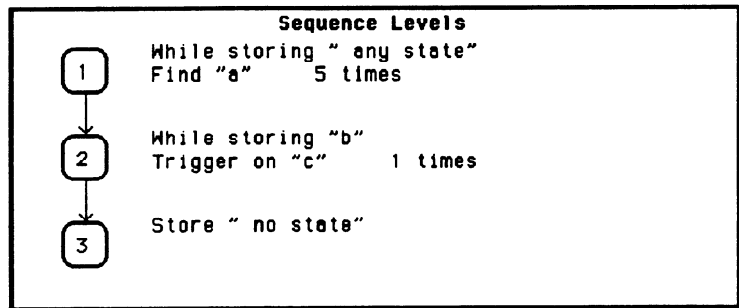 Sequence Levels
1
While storing " any state"
Find "a" 5 times
2
While storing "b"
Trigger on "c" 1 times
3
Store " no state"